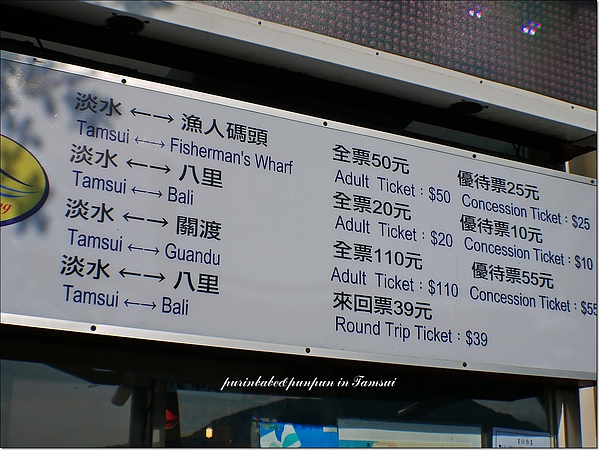 淡水 ←→ 漁人碼頭 全票50元 優待票25元
Tamsui ←→ Fisherman's Wharf Adult Ticket : $50 Concession Ticket : $25
淡水 ←→ 八里 全票20元 優待票10元
Tamsui ←→ Bali Adult Ticket : $20 Concession Ticket : $10
淡水 ←→ 關渡 全票110元 優待票55元
Tamsui ←→ Guandu Adult Ticket : $110 Concession Ticket : $55
淡水 ←→ 八里 來回票39元
Tamsui ←→ Bali Round Trip Ticket : $39
purinbabed punpun in Tamsui